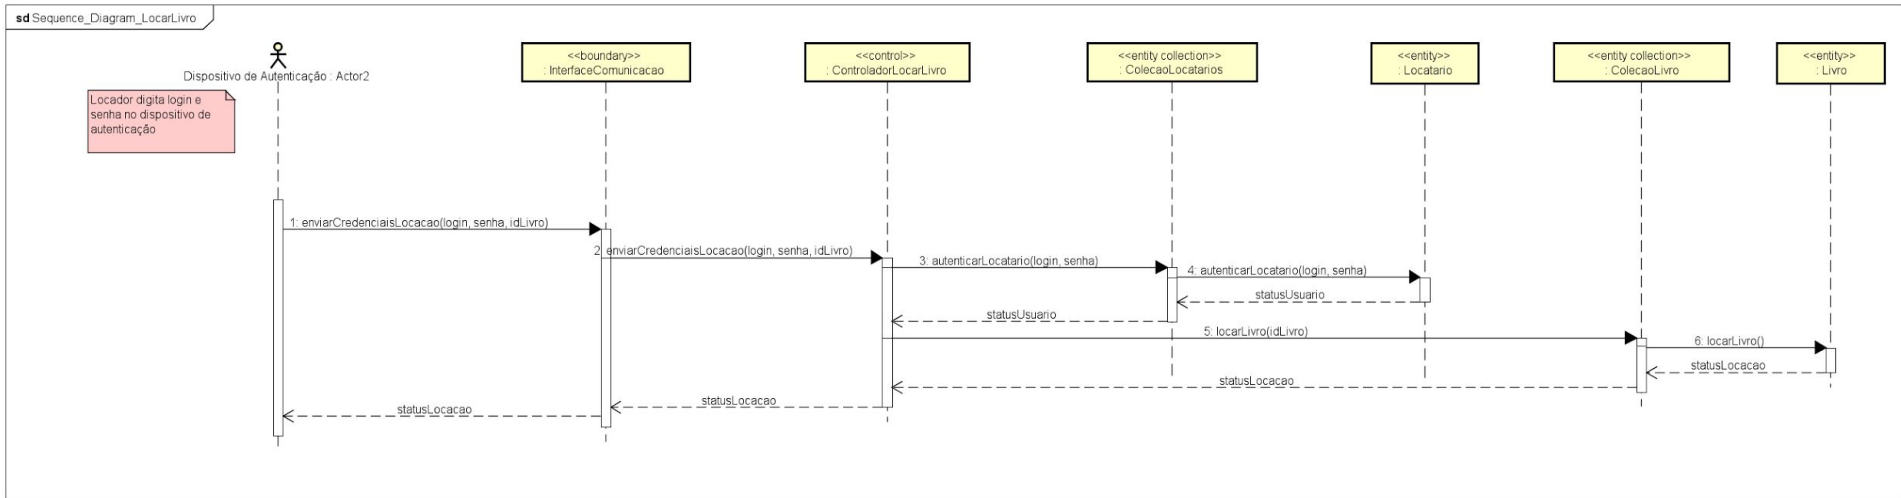 sd Sequence_Diagram_LocarLivro
Dispositivo de Autenticação : Actor2
<<boundary>>
: InterfaceComunicacao
<<control>>
: ControladorLocarLivro
<<entity collection>>
: ColecaoLocatarios
<<entity>>
: Locatario
<<entity collection>>
: ColecaoLivro
<<entity>>
: Livro
Locador digita login e
senha no dispositivo de
autenticação
1: enviarCredenciaisLocacao(login, senha, idLivro)
2: enviarCredenciaisLocacao(login, senha, idLivro)
3: autenticarLocatario(login, senha)
4: autenticarLocatario(login, senha)
statusUsuario
statusUsuario
5: locarLivro(idLivro)
6: locarLivro()
statusLocacao
statusLocacao
statusLocacao
statusLocacao